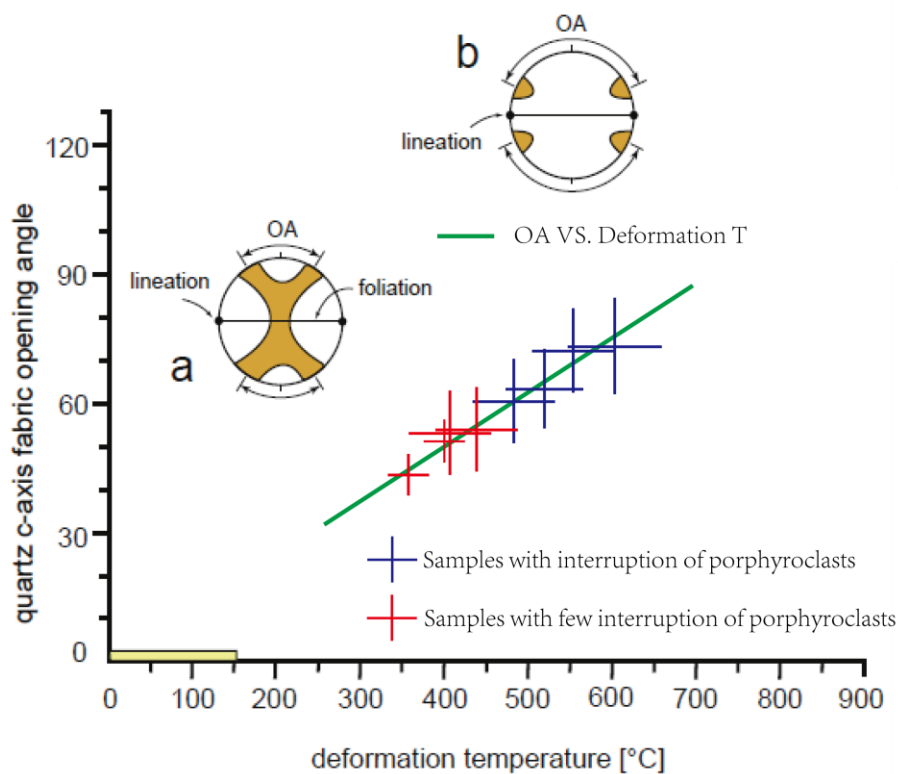 OA
b
lineation
120
OA VS. Deformation T
OA
90
lineation
foliation
a
60
quartz c-axis fabric opening angle
30
Samples with interruption of porphyroclasts
Samples with few interruption of porphyroclasts
0
0 100 200 300 400 500 600 700 800 900
deformation temperature [°C]